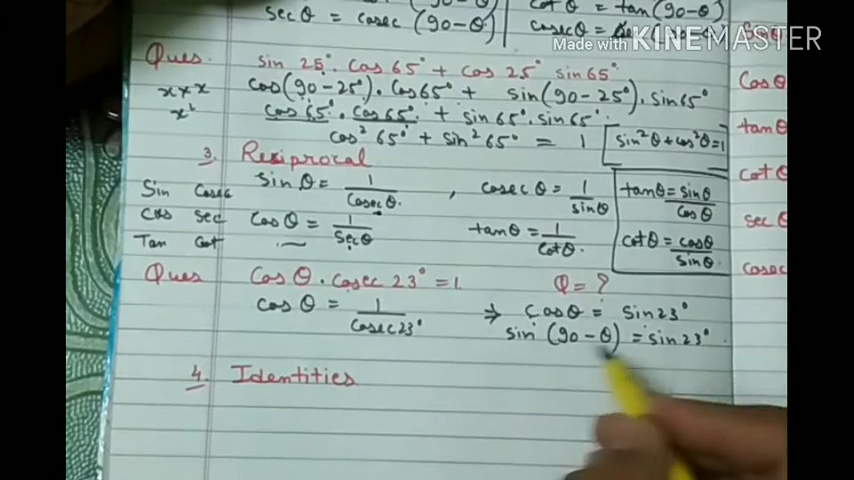 sec θ = cosec (90-θ) cosec θ =
cot θ = tan (90-θ)
Made with KINEMASTER
Ques. sin 25°. cos 65° + cos 25° sin 65°
cos(90-25°). cos 65° + sin(90-25°). sin 65°
cos 65°. cos 65° + sin 65°. sin 65°.
cos² 65° + sin² 65° = 1 [sin²θ + cos²θ = 1
3. Reciprocal
Sin Cosec sin θ = 1/cosec θ. , cosec θ = 1/sin θ tan θ = sin θ/cos θ
cos sec cos θ = 1/sec θ tan θ = 1/cot θ. cot θ = cos θ/sin θ
Tan Cot
Ques cos θ. cosec 23° = 1. θ = ?
cos θ = 1/cosec 23° ⇒ cos θ = sin 23°
sin (90-θ) = sin 23°
4. Identities
cos θ
tan θ
cot θ
sec θ
cosec